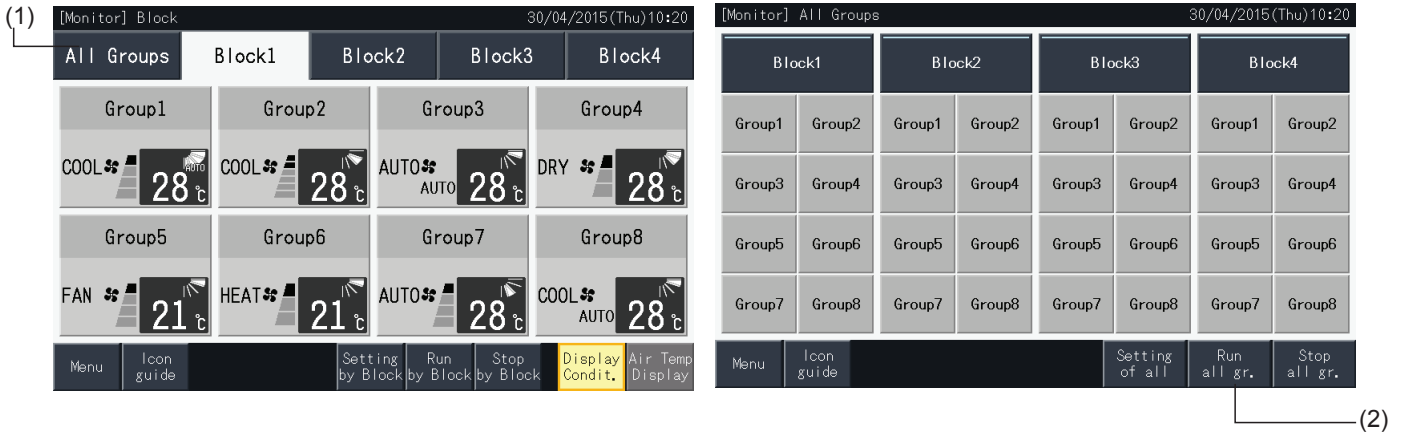 (1)
[Monitor] Block 30/04/2015(Thu)10:20
All Groups Block1 Block2 Block3 Block4
Group1 Group2 Group3 Group4
COOL AUTO 28℃ COOL 28℃ AUTO AUTO 28℃ DRY 28℃
Group5 Group6 Group7 Group8
FAN 21℃ HEAT 21℃ AUTO 28℃ COOL AUTO 28℃
Menu Icon guide Setting by Block Run by Block Stop by Block Display Condit. Air Temp Display
[Monitor] All Groups 30/04/2015(Thu)10:20
Block1 Block2 Block3 Block4
Group1 Group2 Group1 Group2 Group1 Group2 Group1 Group2
Group3 Group4 Group3 Group4 Group3 Group4 Group3 Group4
Group5 Group6 Group5 Group6 Group5 Group6 Group5 Group6
Group7 Group8 Group7 Group8 Group7 Group8 Group7 Group8
Menu Icon guide Setting of all Run all gr. Stop all gr.
(2)